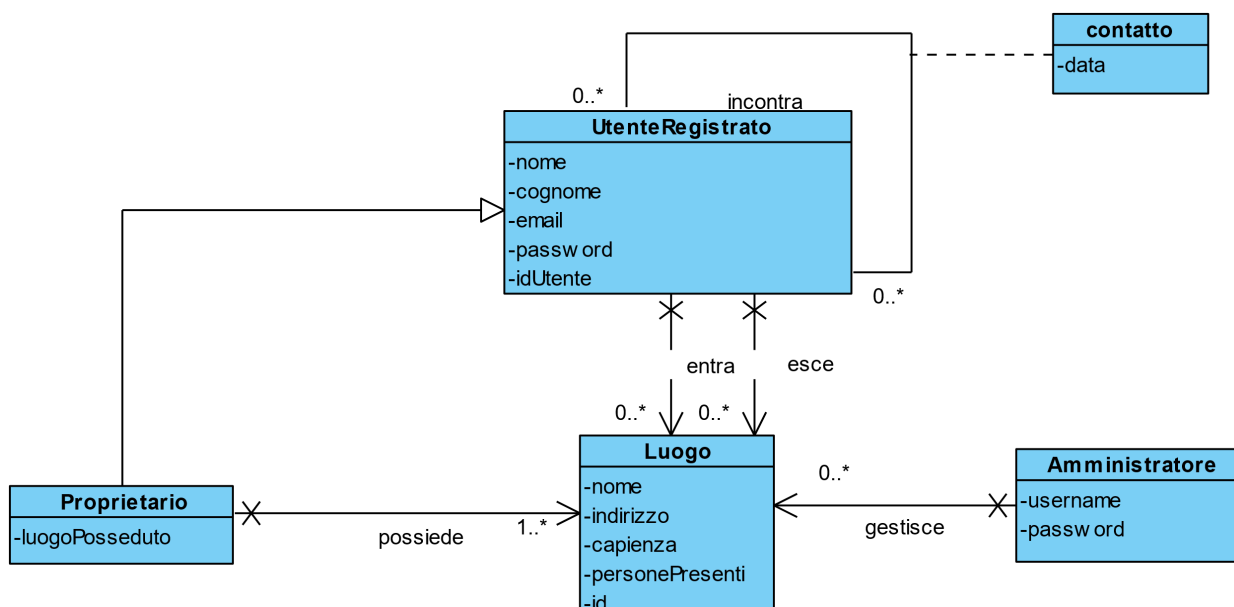 contatto
-data
0..*
incontra
UtenteRegistrato
-nome
-cognome
-email
-password
-idUtente
0..*
entra
esce
0..*
0..*
Luogo
-nome
-indirizzo
-capienza
-personePresenti
-id
Proprietario
-luogoPosseduto
possiede
1..*
0..*
gestisce
Amministratore
-username
-password